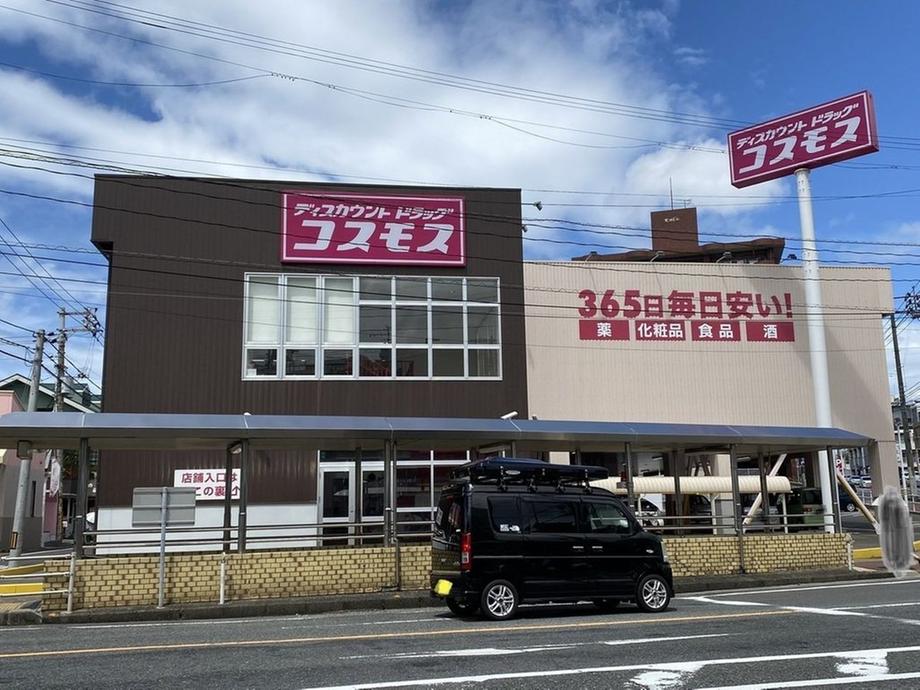 ディスカウント ドラッグ
コスモス
ディスカウント ドラッグ
コスモス
365日毎日安い!
薬 化粧品 食品 酒
店舗入口は
この裏